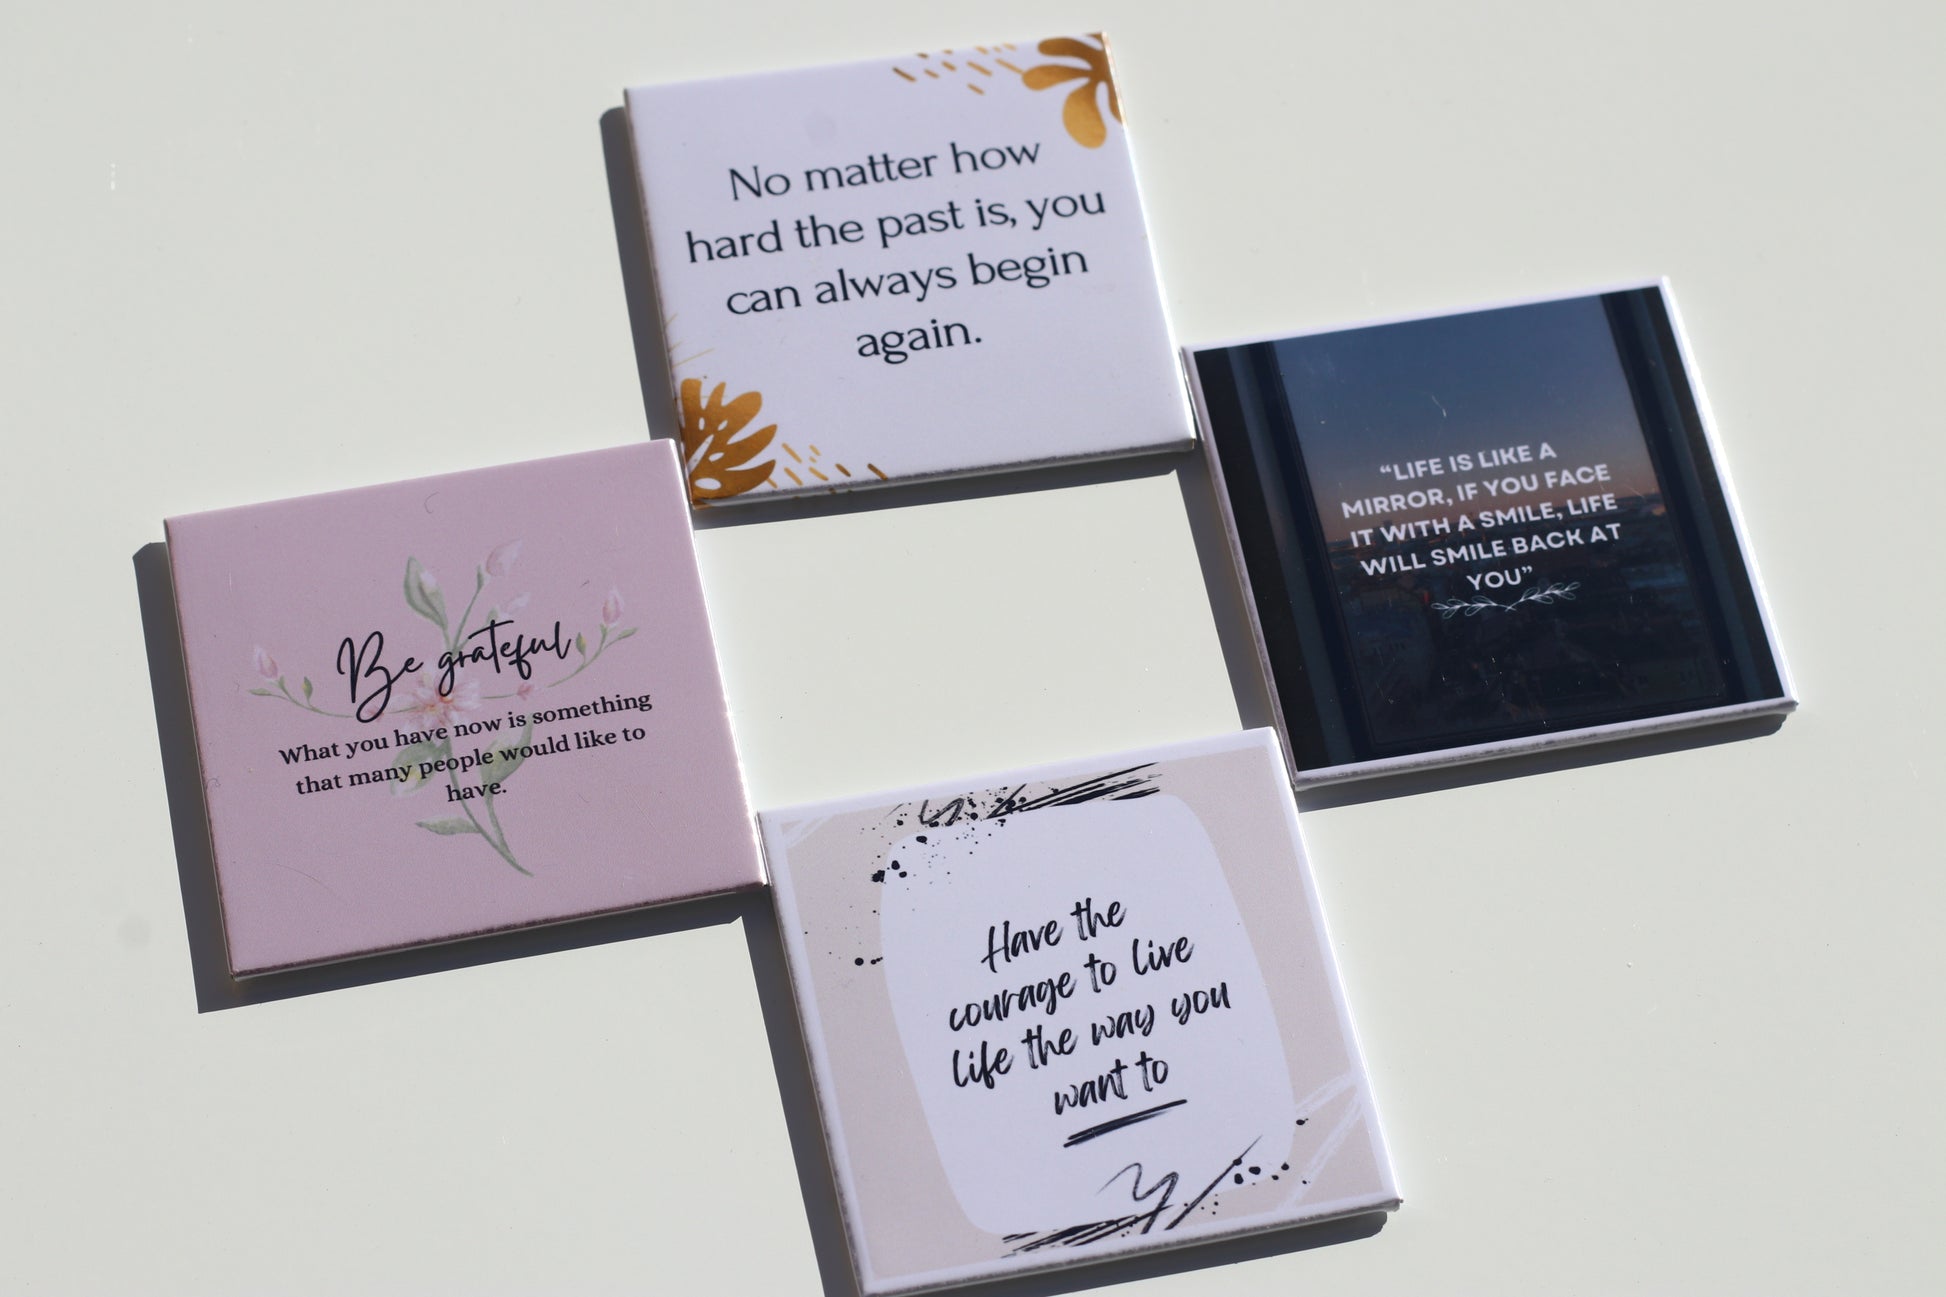 No matter how
hard the past is, you
can always begin
again.
“LIFE IS LIKE A
MIRROR, IF YOU FACE
IT WITH A SMILE, LIFE
WILL SMILE BACK AT
YOU”
Be grateful
What you have now is something
that many people would like to
have.
Have the
courage to live
life the way you
want to